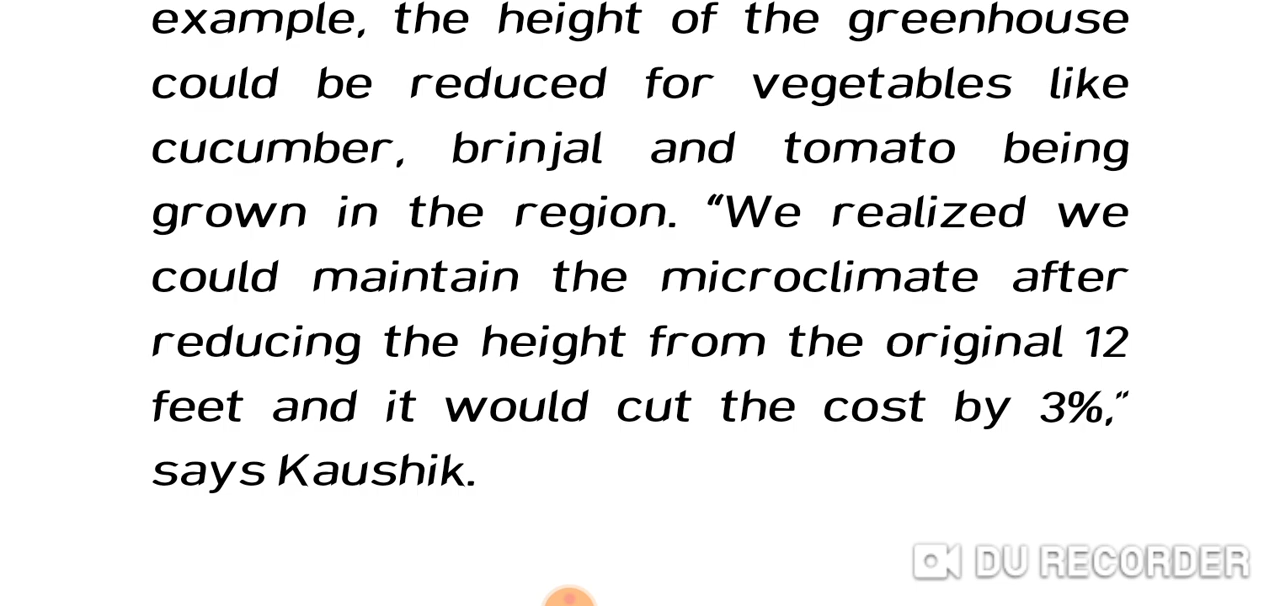 example, the height of the greenhouse
could be reduced for vegetables like
cucumber, brinjal and tomato being
grown in the region. “We realized we
could maintain the microclimate after
reducing the height from the original 12
feet and it would cut the cost by 3%,”
says Kaushik.
DU RECORDER